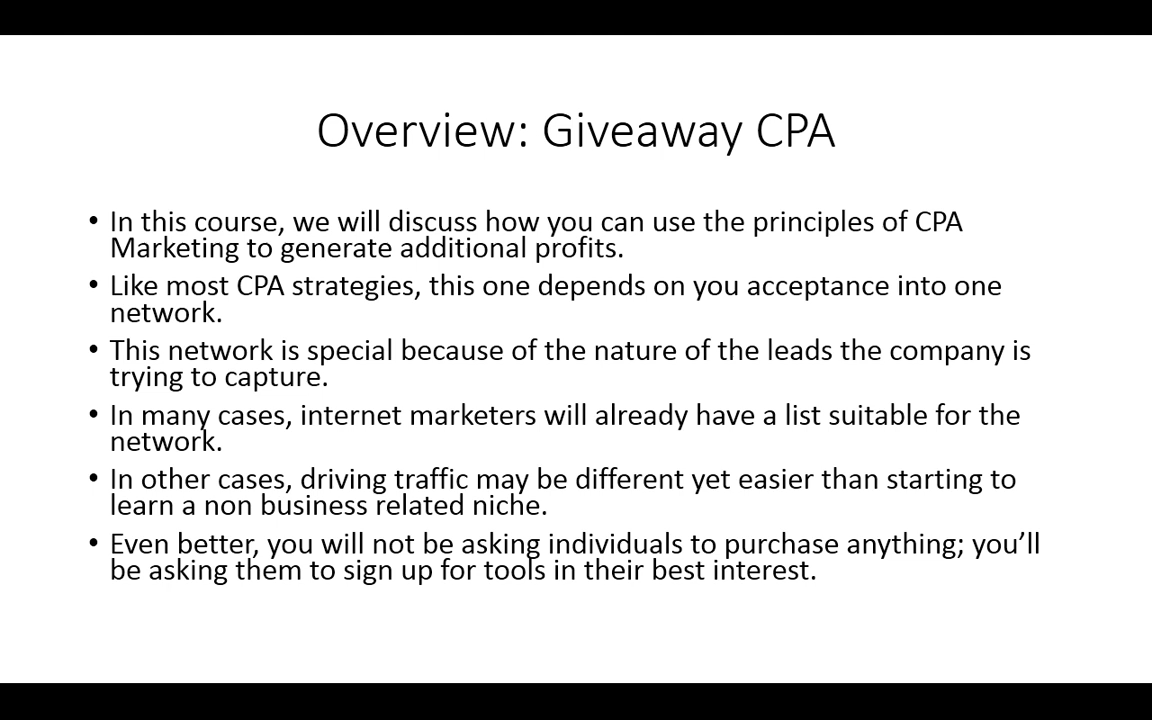 Overview: Giveaway CPA
• In this course, we will discuss how you can use the principles of CPA
Marketing to generate additional profits.
• Like most CPA strategies, this one depends on you acceptance into one
network.
• This network is special because of the nature of the leads the company is
trying to capture.
• In many cases, internet marketers will already have a list suitable for the
network.
• In other cases, driving traffic may be different yet easier than starting to
learn a non business related niche.
• Even better, you will not be asking individuals to purchase anything; you’ll
be asking them to sign up for tools in their best interest.